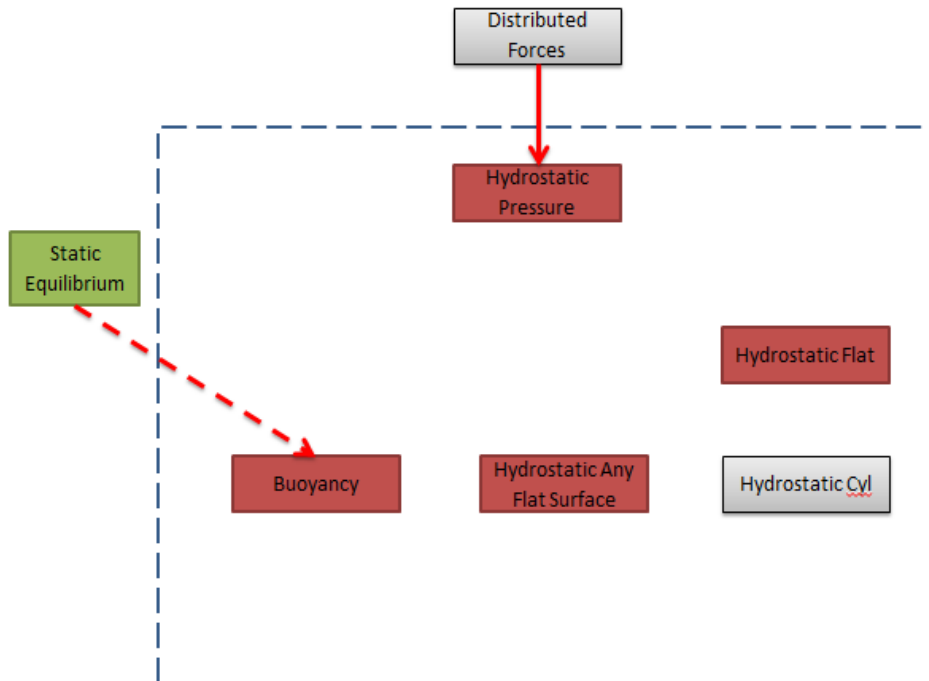 Distributed
Forces
Hydrostatic
Pressure
Static
Equilibrium
Hydrostatic Flat
Buoyancy
Hydrostatic Any
Flat Surface
Hydrostatic Cyl